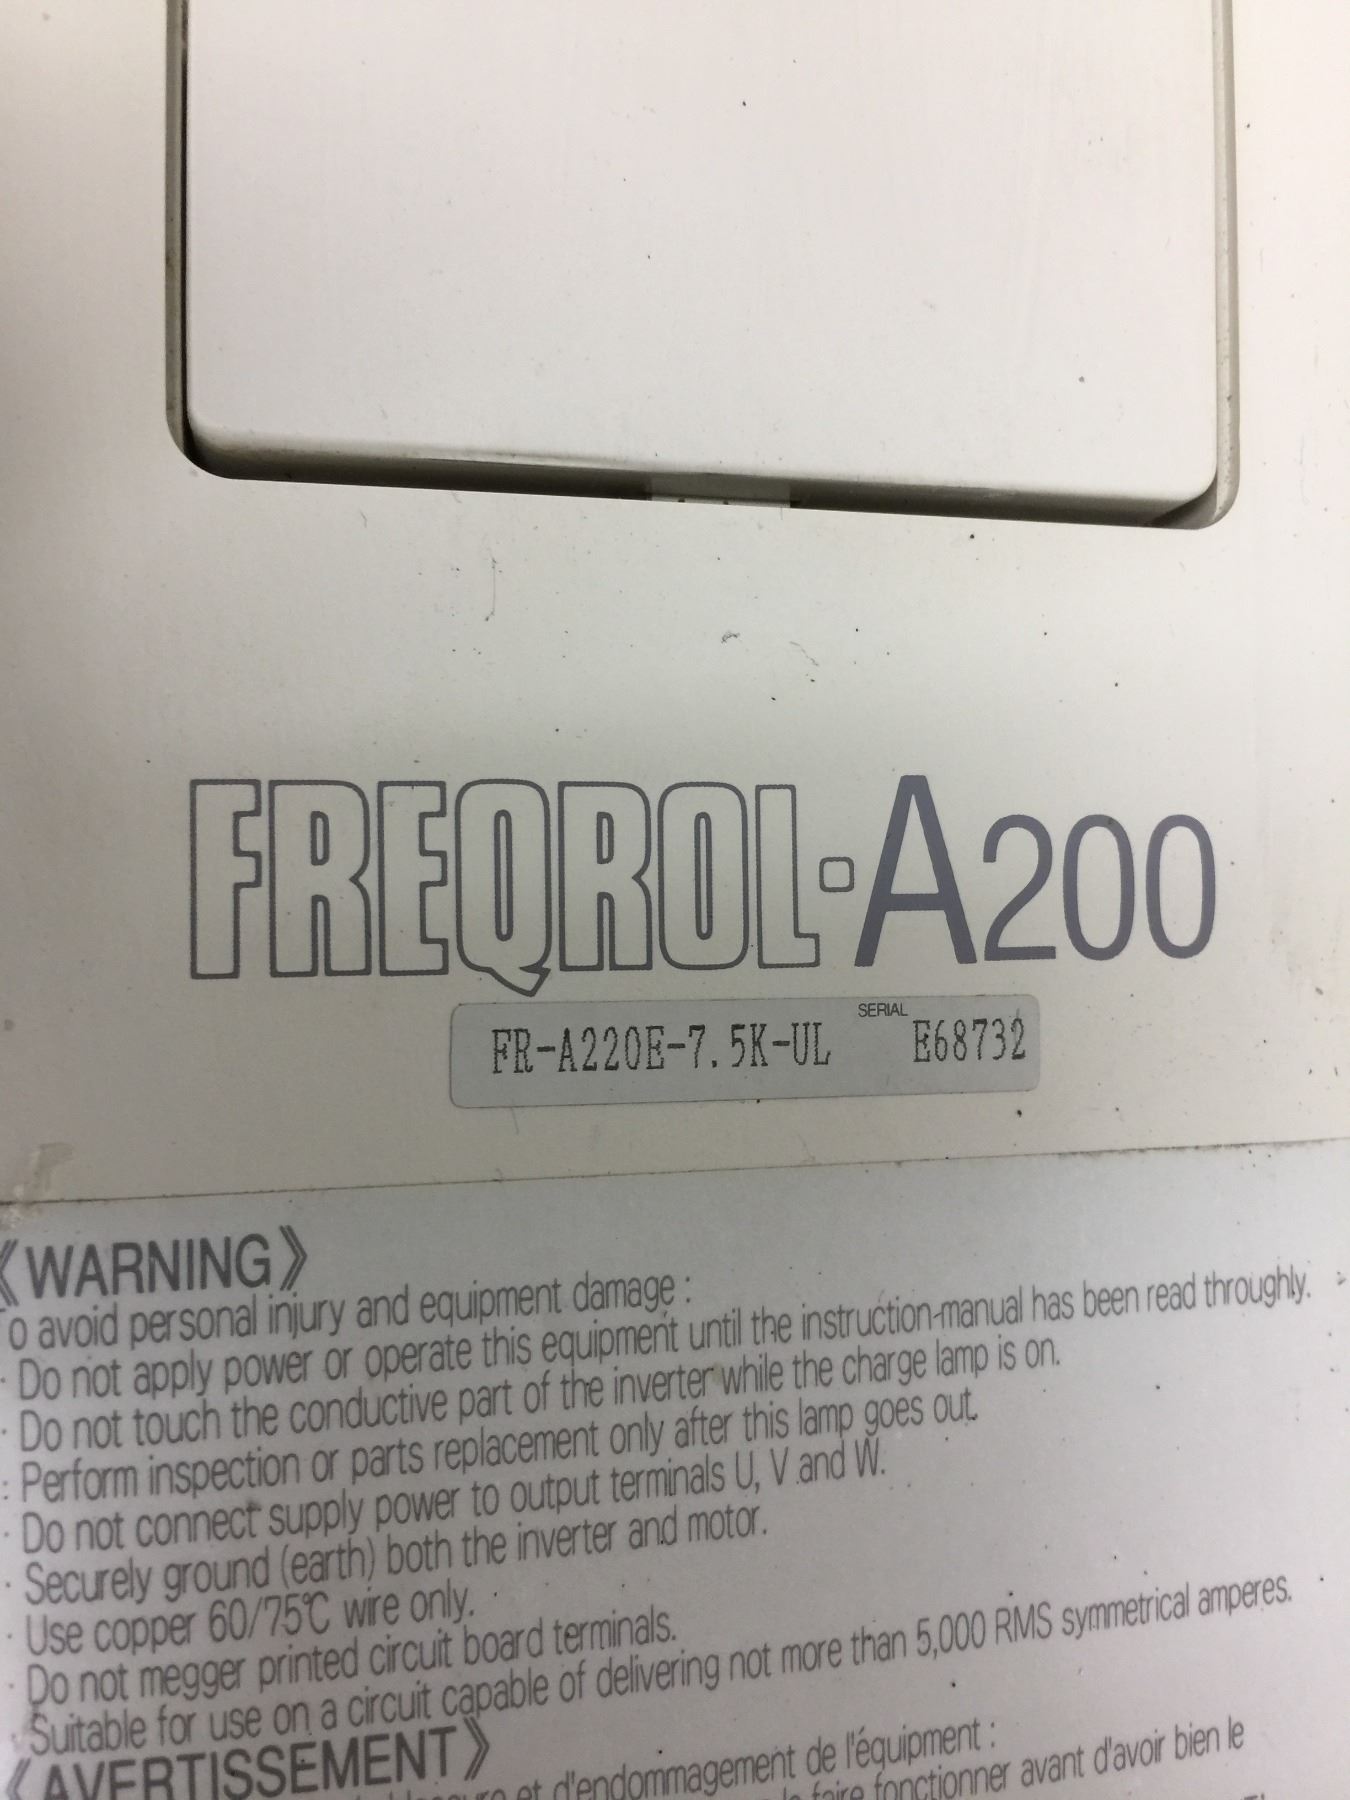 FREQROL-A200
SERIAL
FR-A220E-7.5K-UL E68732
《WARNING》
To avoid personal injury and equipment damage :
· Do not apply power or operate this equipment until the instruction-manual has been read throughly.
· Do not touch the conductive part of the inverter while the charge lamp is on.
: Perform inspection or parts replacement only after this lamp goes out.
· Do not connect supply power to output terminals U, V and W.
· Securely ground (earth) both the inverter and motor.
· Use copper 60/75℃ wire only.
· Do not megger printed circuit board terminals.
· Suitable for use on a circuit capable of delivering not more than 5,000 RMS symmetrical amperes.
《AVERTISSEMENT》
et d'endommagement de l'équipement :
faire fonctionner avant d'avoir bien le